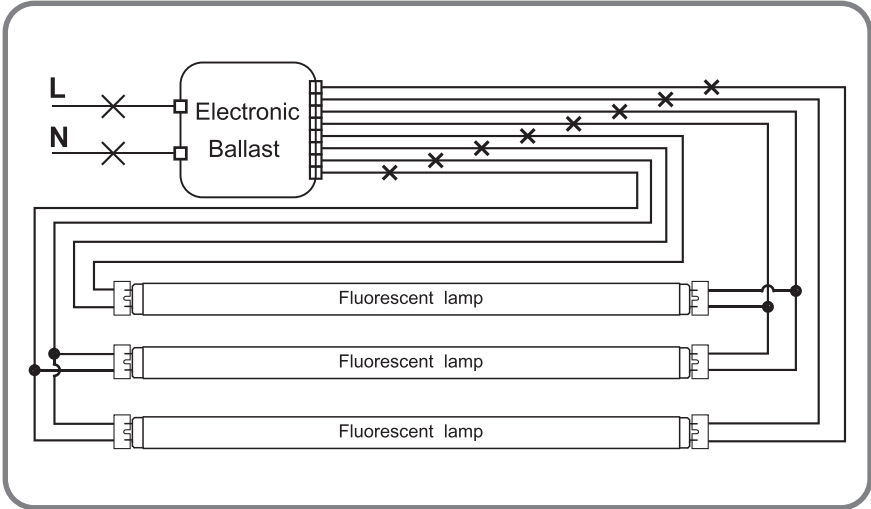 L
N
Electronic
Ballast
Fluorescent lamp
Fluorescent lamp
Fluorescent lamp